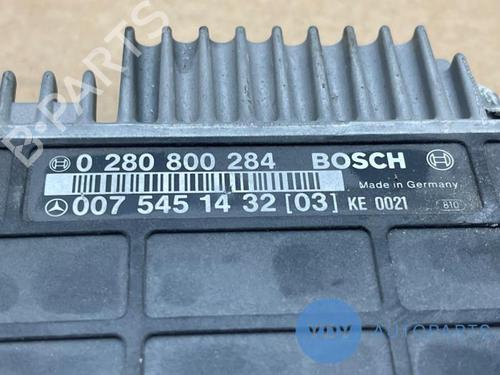 B-PARTS
0 280 800 284 BOSCH
Made in Germany
007 545 14 32 [03] KE 0021 810
VDV
AUTOPARTS